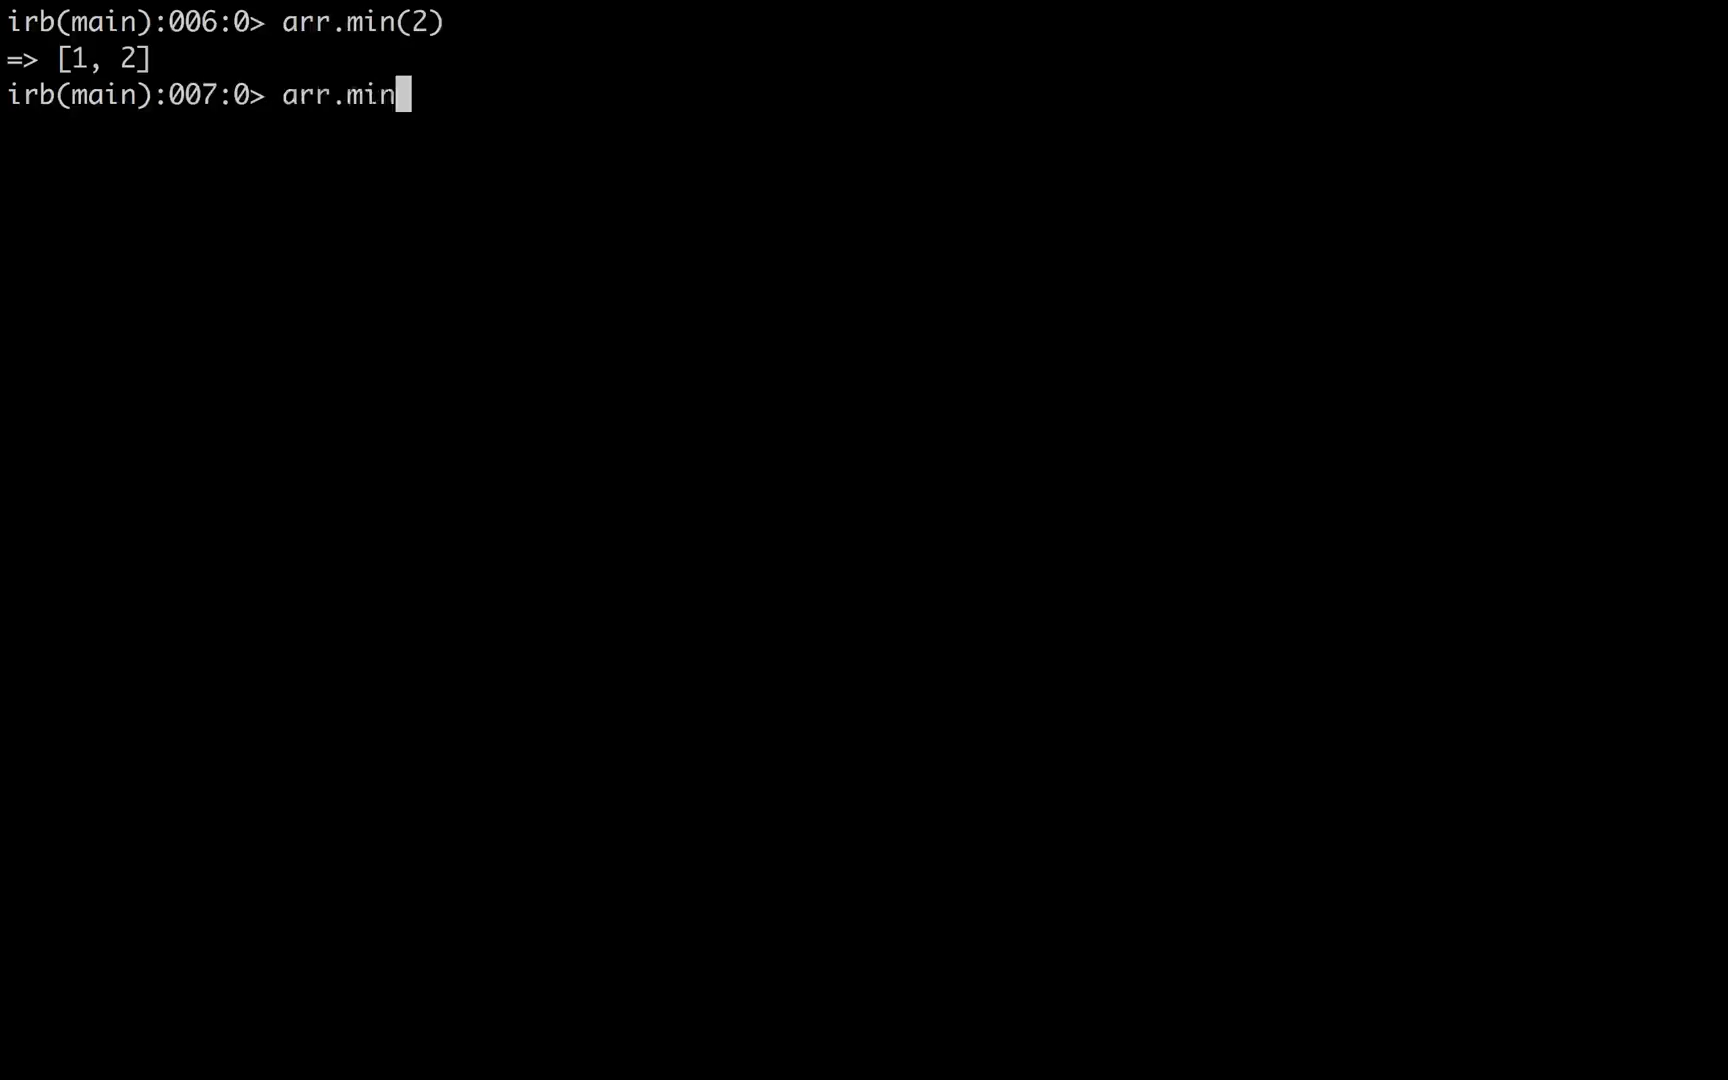 irb(main):006:0> arr.min(2)
=> [1, 2]
irb(main):007:0> arr.min